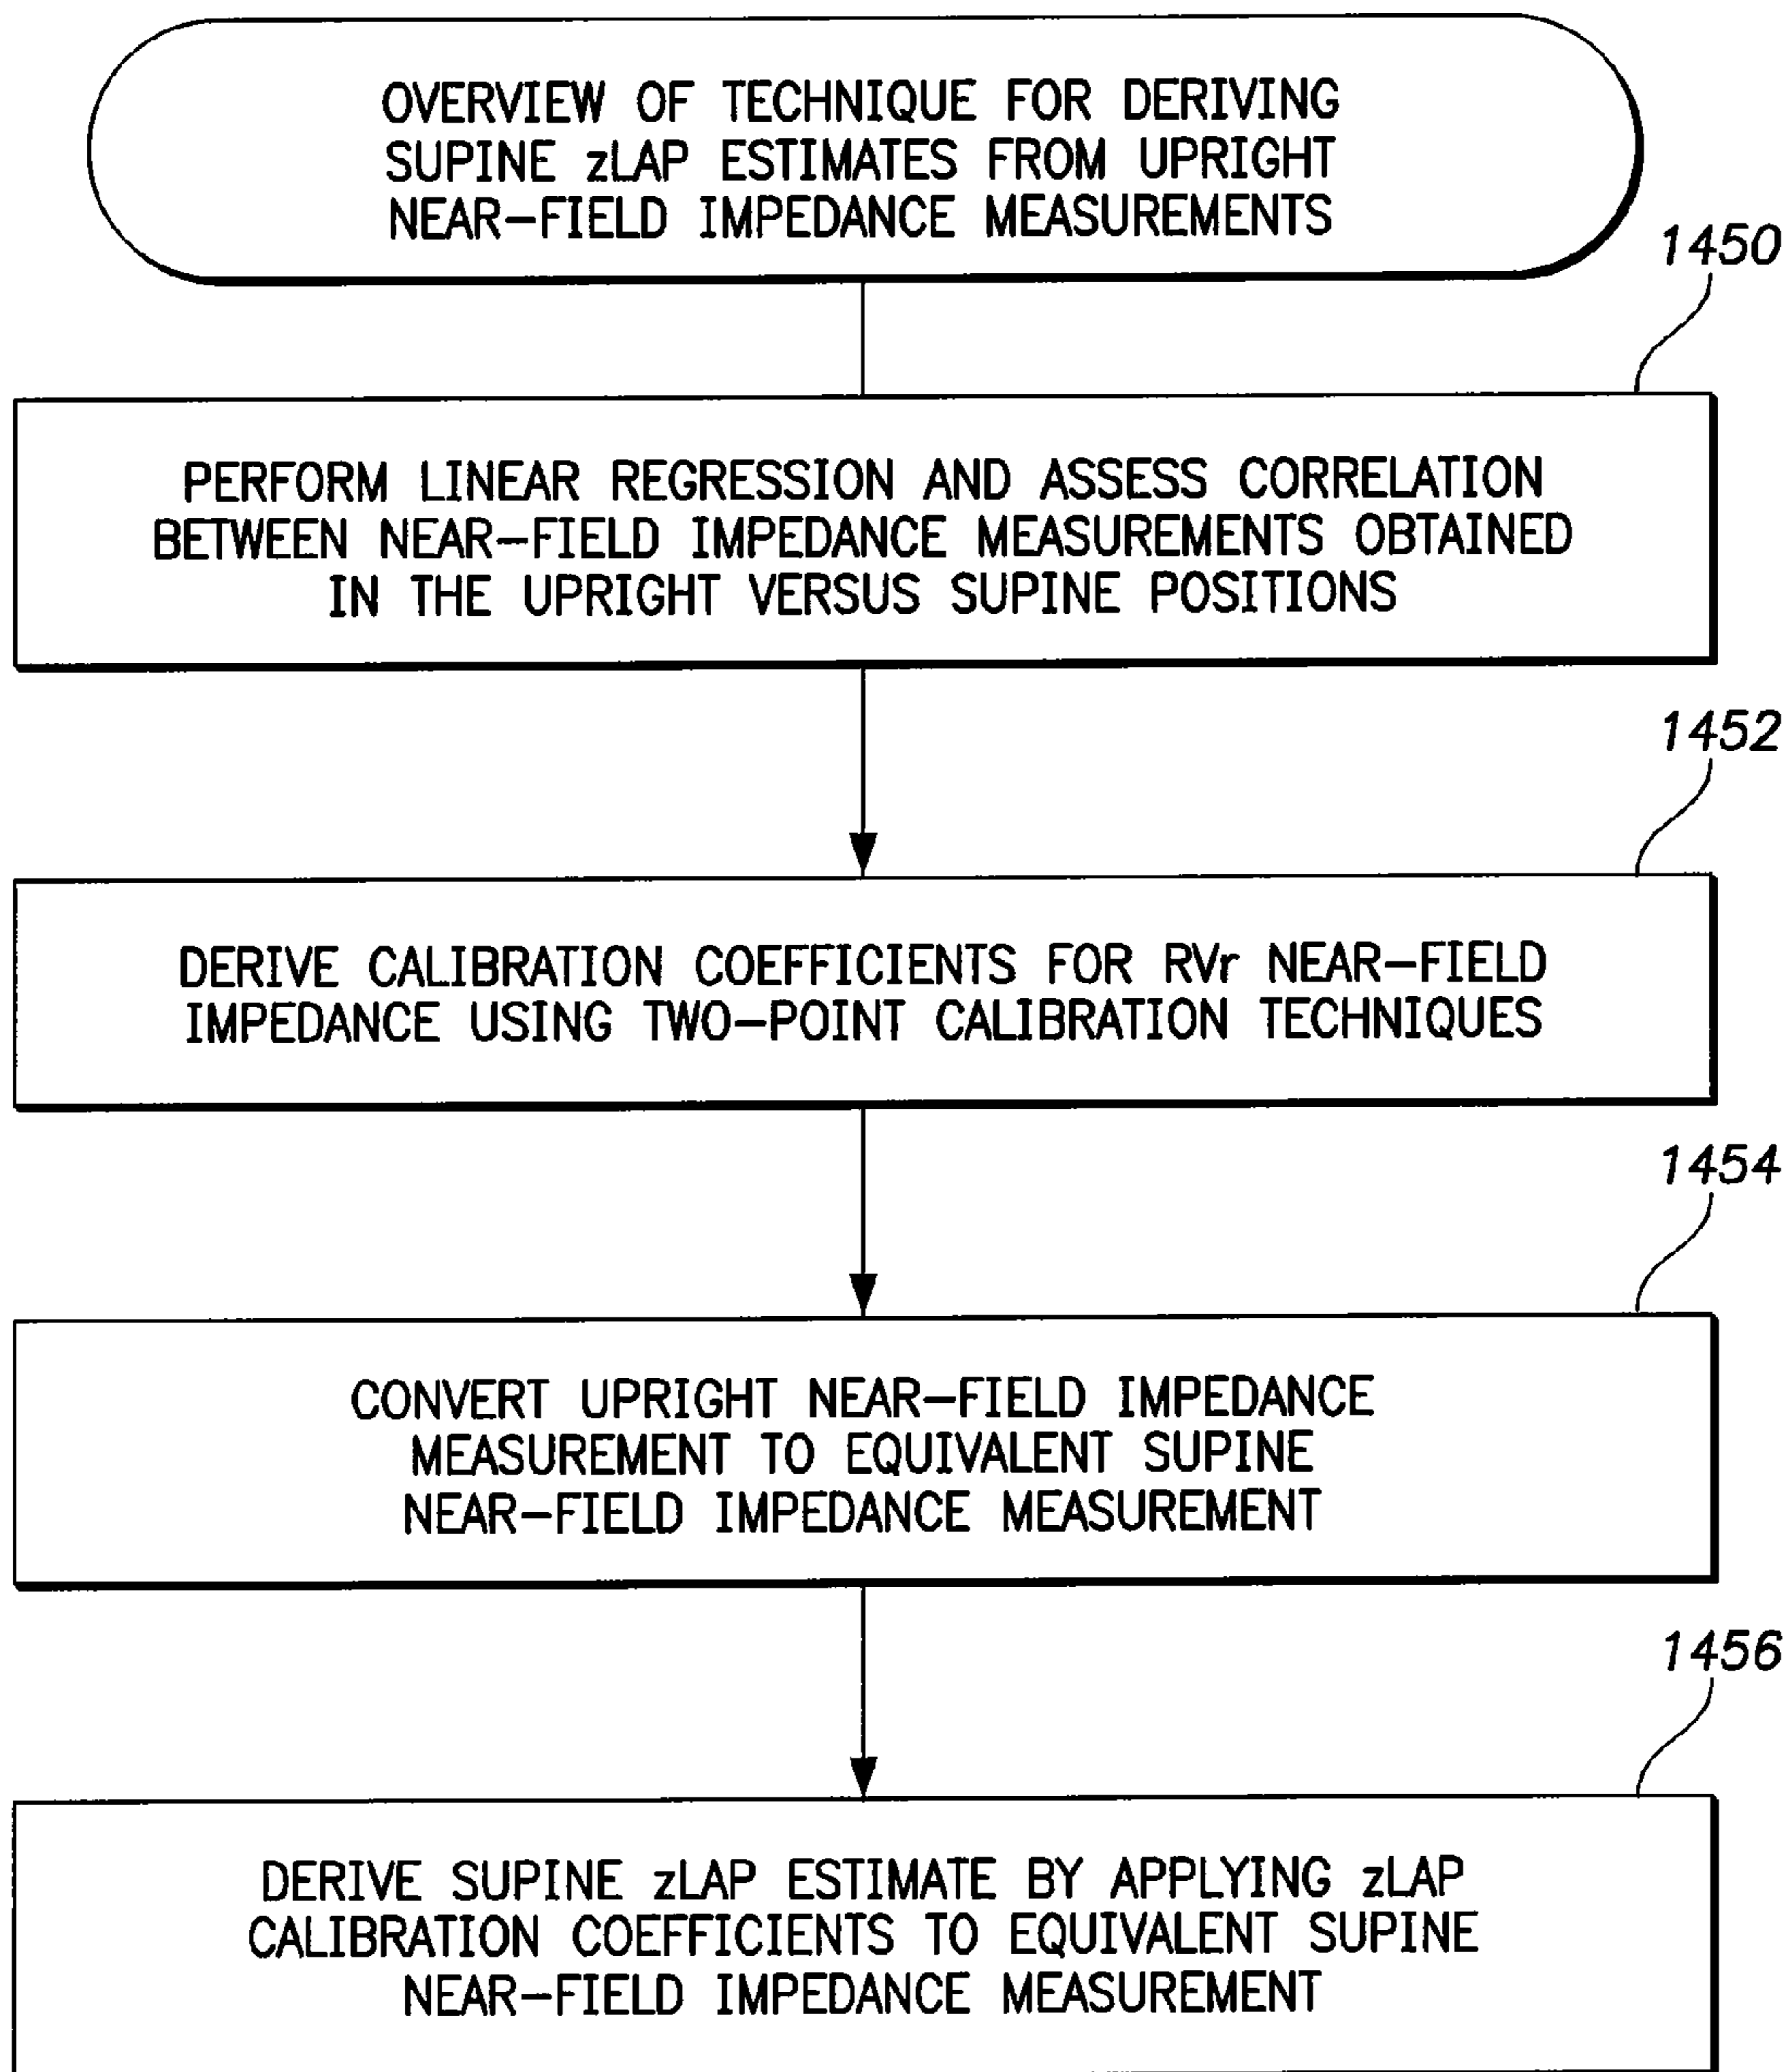 OVERVIEW OF TECHNIQUE FOR DERIVING
SUPINE zLAP ESTIMATES FROM UPRIGHT
NEAR-FIELD IMPEDANCE MEASUREMENTS
1450
PERFORM LINEAR REGRESSION AND ASSESS CORRELATION
BETWEEN NEAR-FIELD IMPEDANCE MEASUREMENTS OBTAINED
IN THE UPRIGHT VERSUS SUPINE POSITIONS
1452
DERIVE CALIBRATION COEFFICIENTS FOR RVr NEAR-FIELD
IMPEDANCE USING TWO-POINT CALIBRATION TECHNIQUES
1454
CONVERT UPRIGHT NEAR-FIELD IMPEDANCE
MEASUREMENT TO EQUIVALENT SUPINE
NEAR-FIELD IMPEDANCE MEASUREMENT
1456
DERIVE SUPINE zLAP ESTIMATE BY APPLYING zLAP
CALIBRATION COEFFICIENTS TO EQUIVALENT SUPINE
NEAR-FIELD IMPEDANCE MEASUREMENT